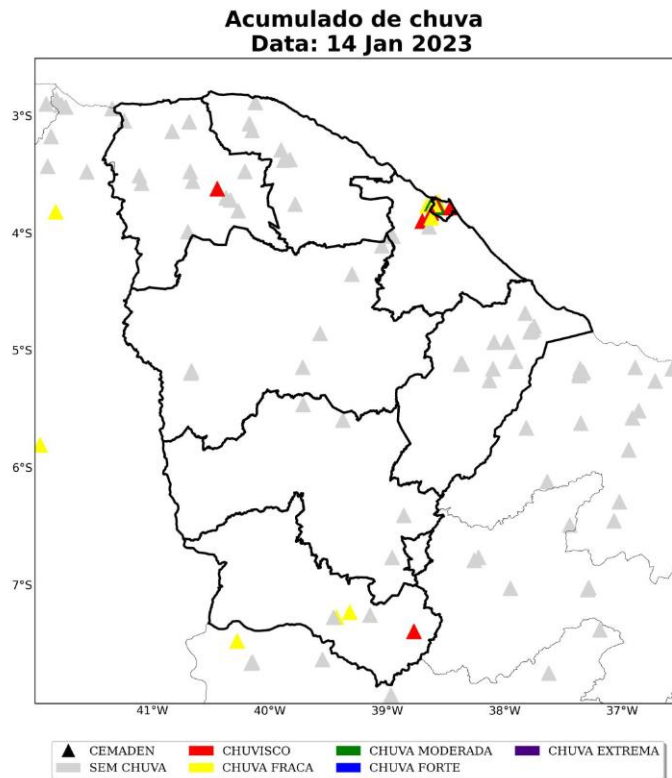 Acumulado de chuva
Data: 14 Jan 2023
3°S
4°S
5°S
6°S
7°S
41°W
40°W
39°W
38°W
37°W
CEMADEN
CHUVISCO
CHUVA MODERADA
CHUVA EXTREMA
SEM CHUVA
CHUVA FRACA
CHUVA FORTE